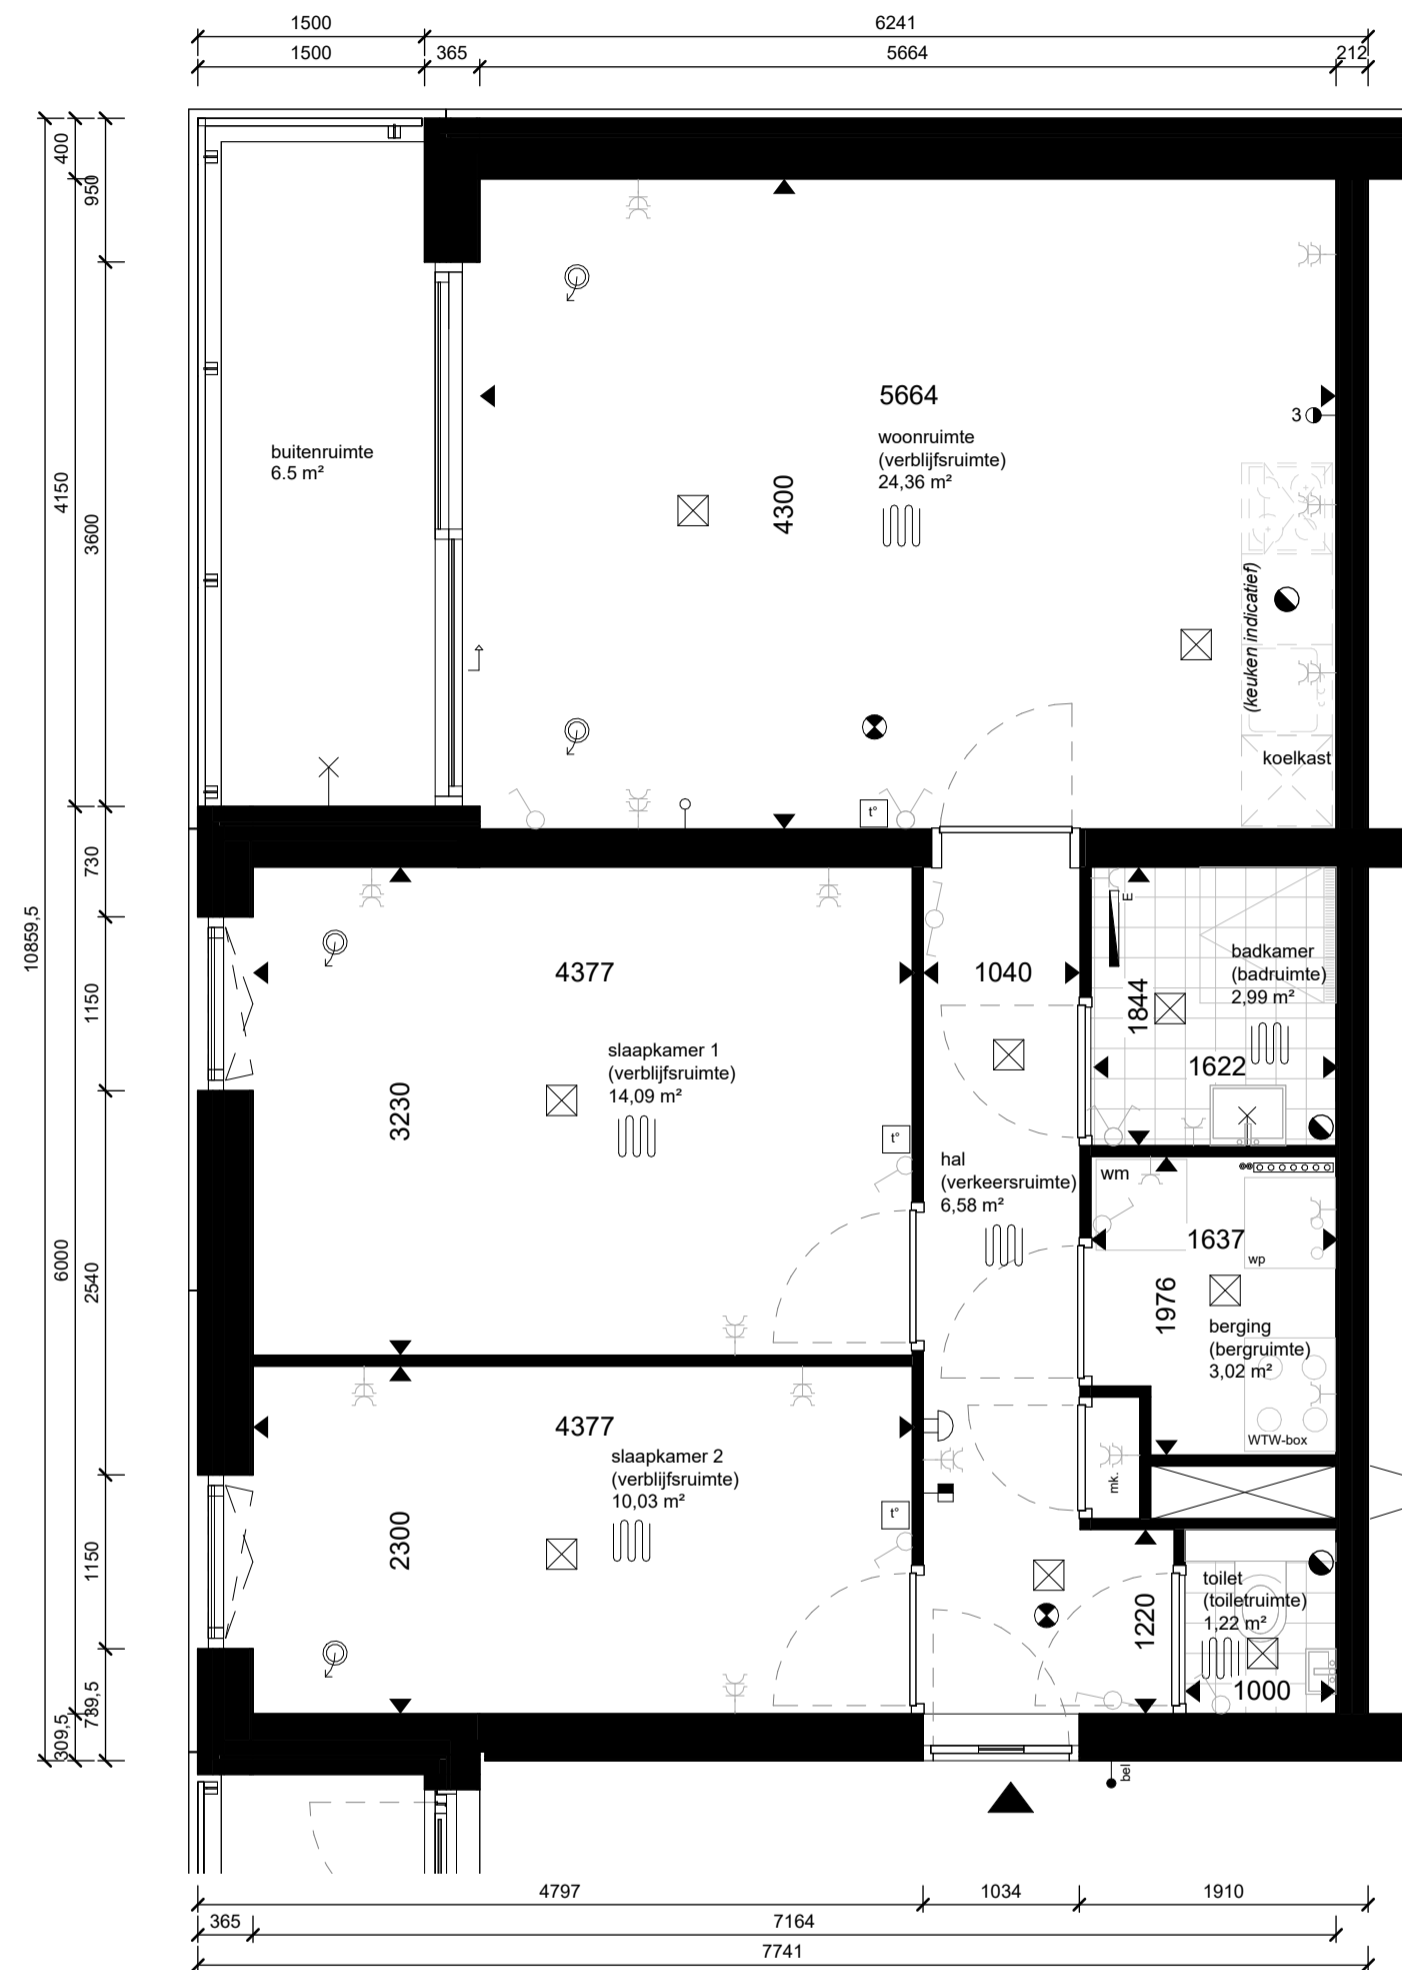 1500
6241
1500
365
5664
212
400
950
4150
3600
10859,5
730
1150
6000
2540
1150
789,5
309,5
buitenruimte
6.5 m²
5664
woonruimte
(verblijfsruimte)
24,36 m²
4300
3
(keuken indicatief)
koelkast
t°
4377
slaapkamer 1
(verblijfsruimte)
14,09 m²
3230
t°
1040
hal
(verkeersruimte)
6,58 m²
E
1844
badkamer
(badruimte)
2,99 m²
1622
wm
1637
wp
1976
berging
(bergruimte)
3,02 m²
WTW-box
mk.
4377
slaapkamer 2
(verblijfsruimte)
10,03 m²
2300
t°
1220
toilet
(toiletruimte)
1,22 m²
1000
bel
4797
1034
1910
365
7164
7741